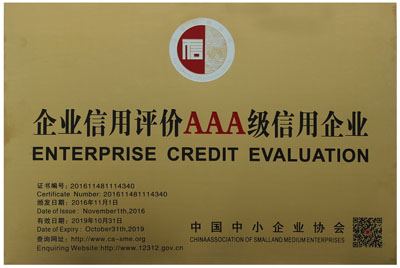 信
企业信用评价AAA级信用企业
ENTERPRISE CREDIT EVALUATION
证书编号：201611481114340
Certificate Number: 201611481114340
颁发日期：2016年11月1日
Date of Issue : November1th,2016
有效日期：2019年10月31日
Date of Expiry : October31th,2019
查询网址：http://www.ca-sme.org
Enquiring Website:http://www.12312.gov.cn
中国中小企业协会
CHINAASSOCIATION OF SMALLAND MEDIUM ENTERPRISES